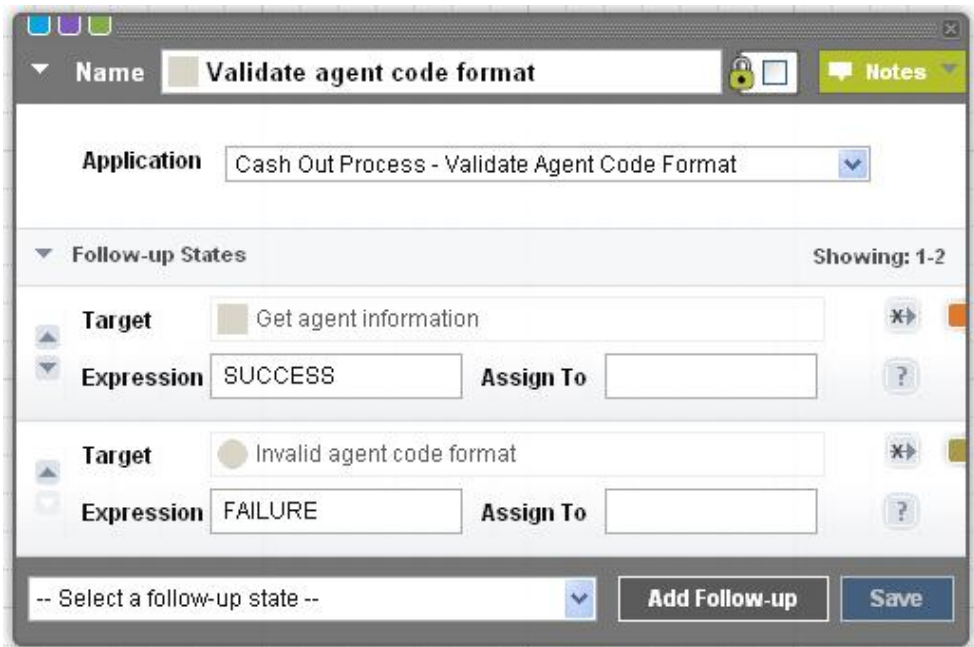 Name Validate agent code format Notes
Application Cash Out Process - Validate Agent Code Format
Follow-up States Showing: 1-2
Target Get agent information
Expression SUCCESS Assign To ?
Target Invalid agent code format
Expression FAILURE Assign To ?
-- Select a follow-up state -- Add Follow-up Save